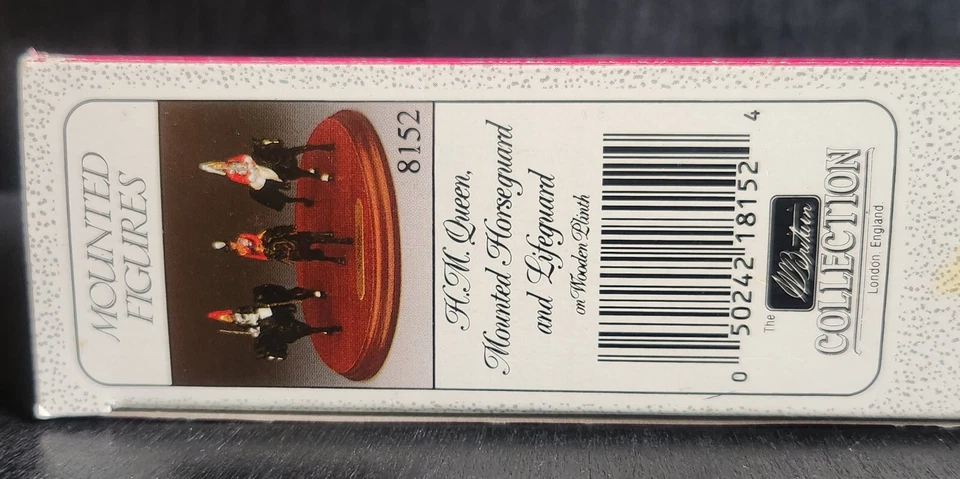 MOUNTED
FIGURES
8152
H.M. Queen,
Mounted Horseguard
and Lifeguard
on Wooden Plinth
0 50242 18152 4
The
WBritain
COLLECTION
London England